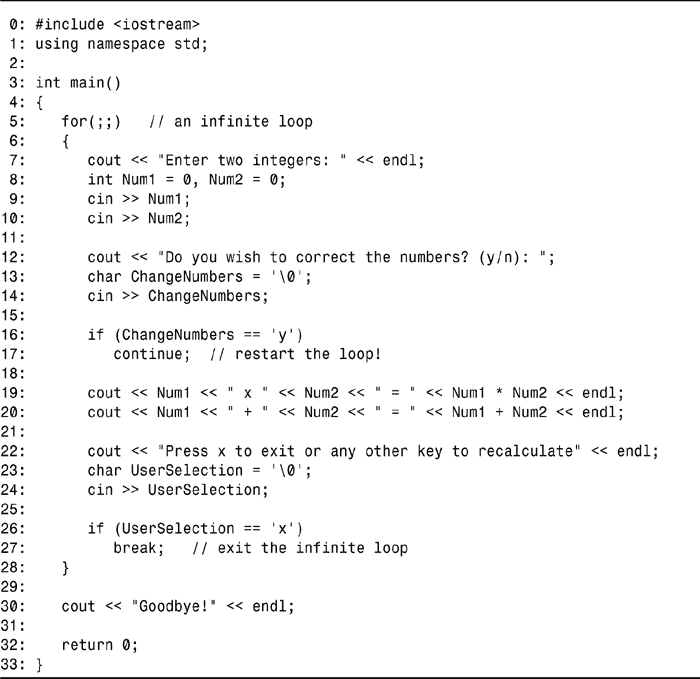 0: #include <iostream>
1: using namespace std;
2:
3: int main()
4: {
5:    for(;;)   // an infinite loop
6:    {
7:       cout << "Enter two integers: " << endl;
8:       int Num1 = 0, Num2 = 0;
9:       cin >> Num1;
10:       cin >> Num2;
11:
12:       cout << "Do you wish to correct the numbers? (y/n): ";
13:       char ChangeNumbers = '\0';
14:       cin >> ChangeNumbers;
15:
16:       if (ChangeNumbers == 'y')
17:          continue;  // restart the loop!
18:
19:       cout << Num1 << " x " << Num2 << " = " << Num1 * Num2 << endl;
20:       cout << Num1 << " + " << Num2 << " = " << Num1 + Num2 << endl;
21:
22:       cout << "Press x to exit or any other key to recalculate" << endl;
23:       char UserSelection = '\0';
24:       cin >> UserSelection;
25:
26:       if (UserSelection == 'x')
27:          break;   // exit the infinite loop
28:    }
29:
30:    cout << "Goodbye!" << endl;
31:
32:    return 0;
33: }